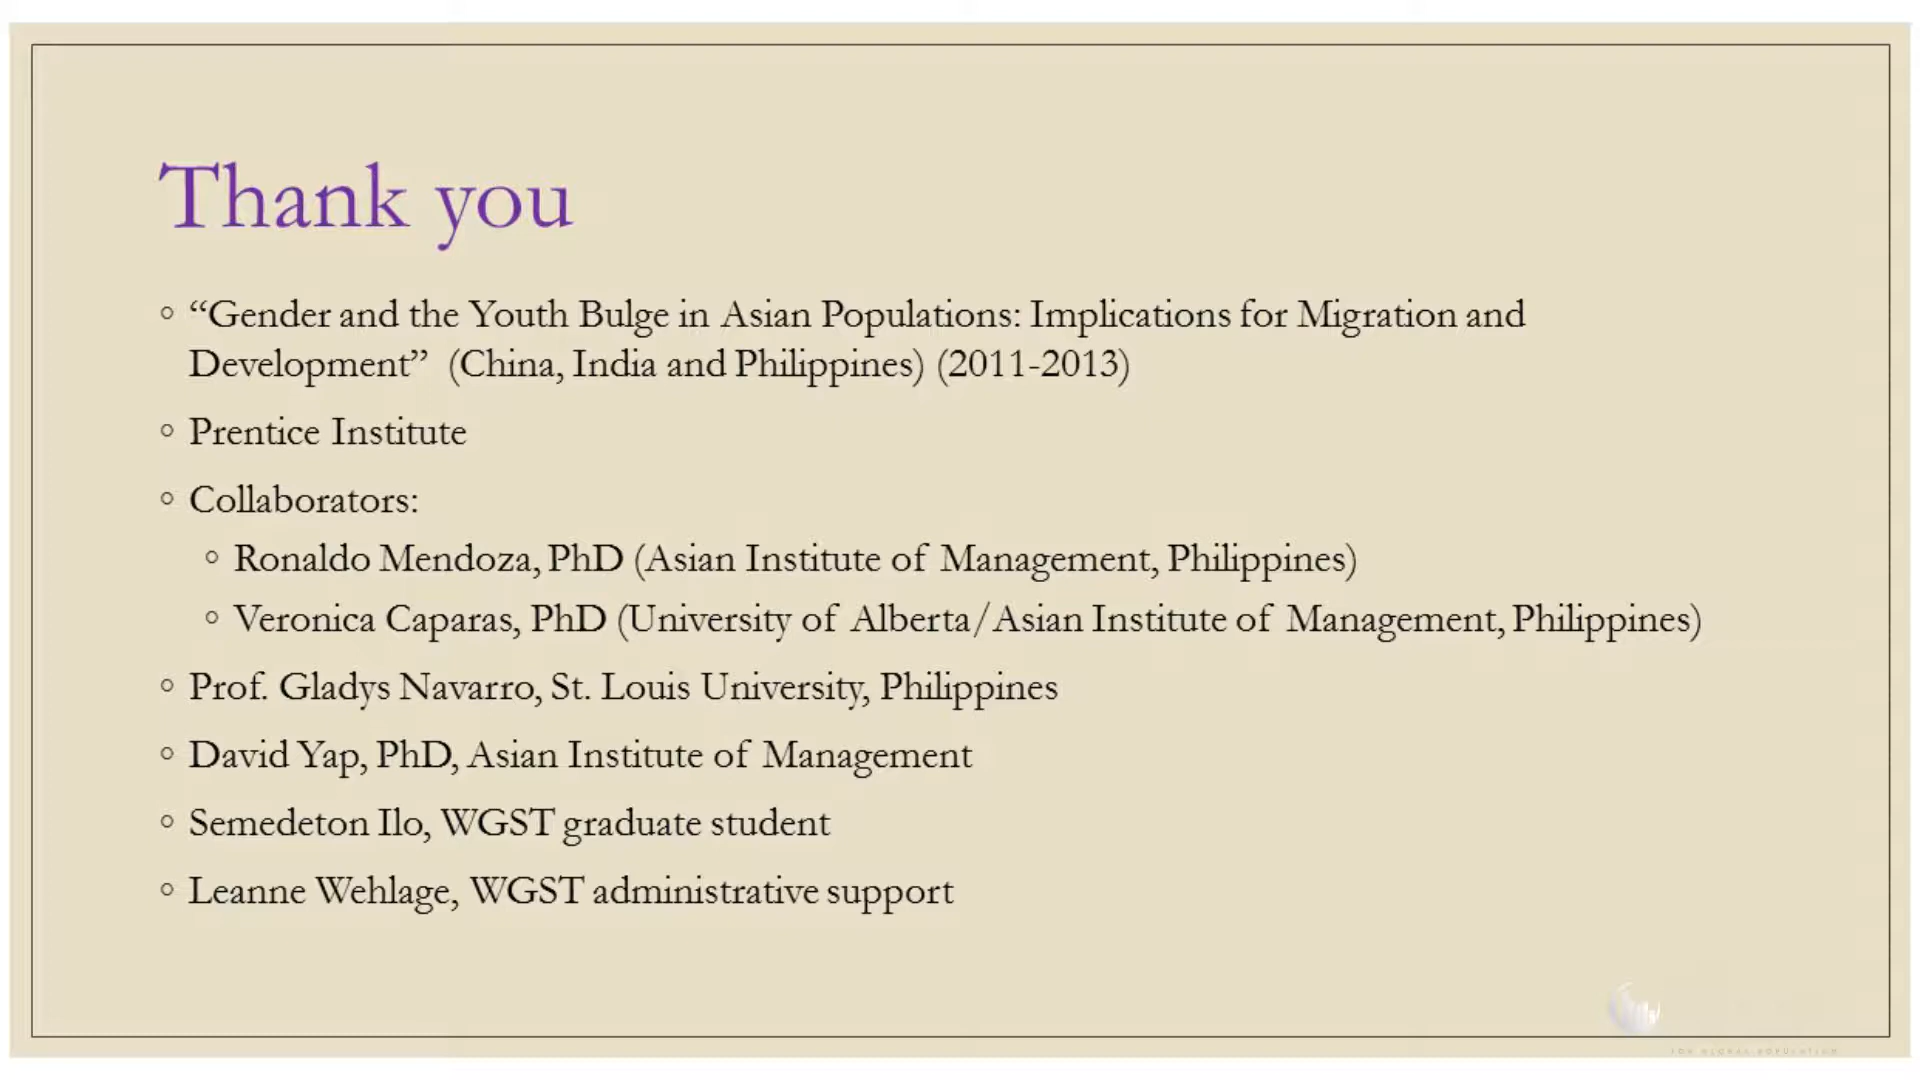 Thank you
◦ “Gender and the Youth Bulge in Asian Populations: Implications for Migration and
Development” (China, India and Philippines) (2011-2013)
◦ Prentice Institute
◦ Collaborators:
◦ Ronaldo Mendoza, PhD (Asian Institute of Management, Philippines)
◦ Veronica Caparas, PhD (University of Alberta/Asian Institute of Management, Philippines)
◦ Prof. Gladys Navarro, St. Louis University, Philippines
◦ David Yap, PhD, Asian Institute of Management
◦ Semedeton Ilo, WGST graduate student
◦ Leanne Wehlage, WGST administrative support
FOR GLOBAL POPULATION